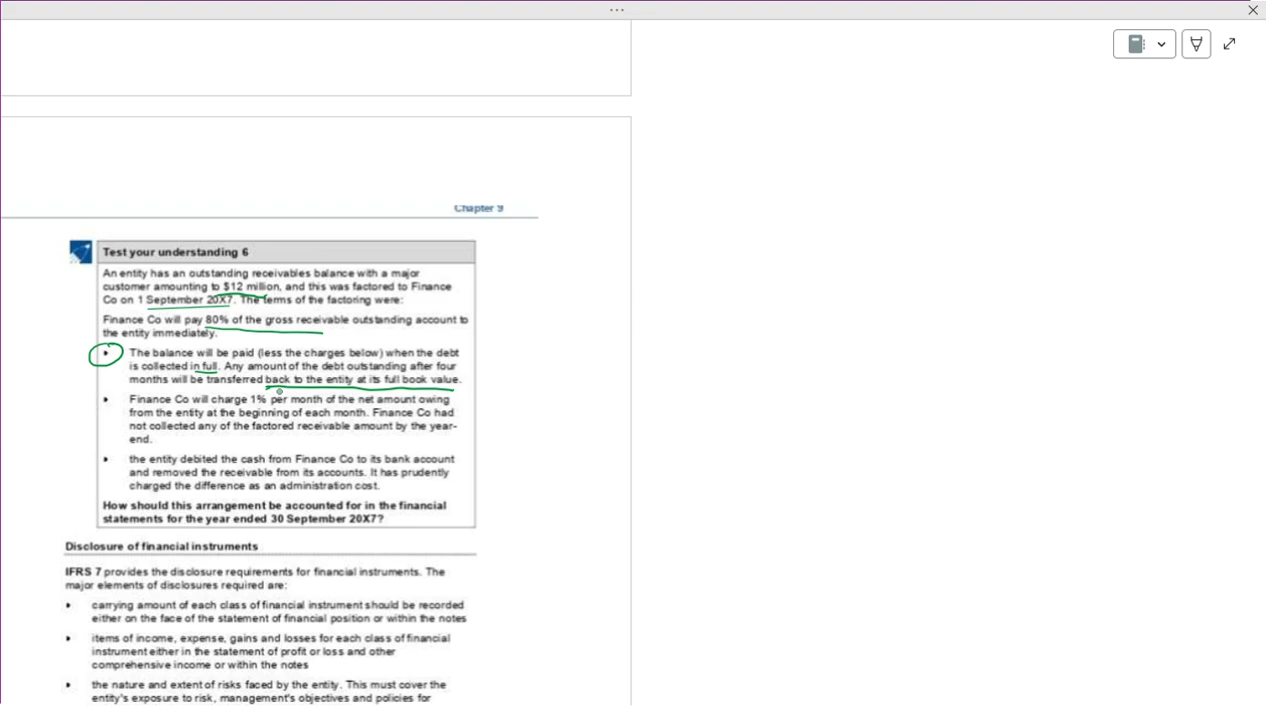 Chapter 9
Test your understanding 6
An entity has an outstanding receivables balance with a major
customer amounting to $12 million, and this was factored to Finance
Co on 1 September 20X7. The terms of the factoring were:
Finance Co will pay 80% of the gross receivable outstanding account to
the entity immediately.
• The balance will be paid (less the charges below) when the debt
is collected in full. Any amount of the debt outstanding after four
months will be transferred back to the entity at its full book value.
• Finance Co will charge 1% per month of the net amount owing
from the entity at the beginning of each month. Finance Co had
not collected any of the factored receivable amount by the year-
end.
• the entity debited the cash from Finance Co to its bank account
and removed the receivable from its accounts. It has prudently
charged the difference as an administration cost.
How should this arrangement be accounted for in the financial
statements for the year ended 30 September 20X7?
Disclosure of financial instruments
IFRS 7 provides the disclosure requirements for financial instruments. The
major elements of disclosures required are:
• carrying amount of each class of financial instrument should be recorded
either on the face of the statement of financial position or within the notes
• items of income, expense, gains and losses for each class of financial
instrument either in the statement of profit or loss and other
comprehensive income or within the notes
• the nature and extent of risks faced by the entity. This must cover the
entity's exposure to risk, management's objectives and policies for